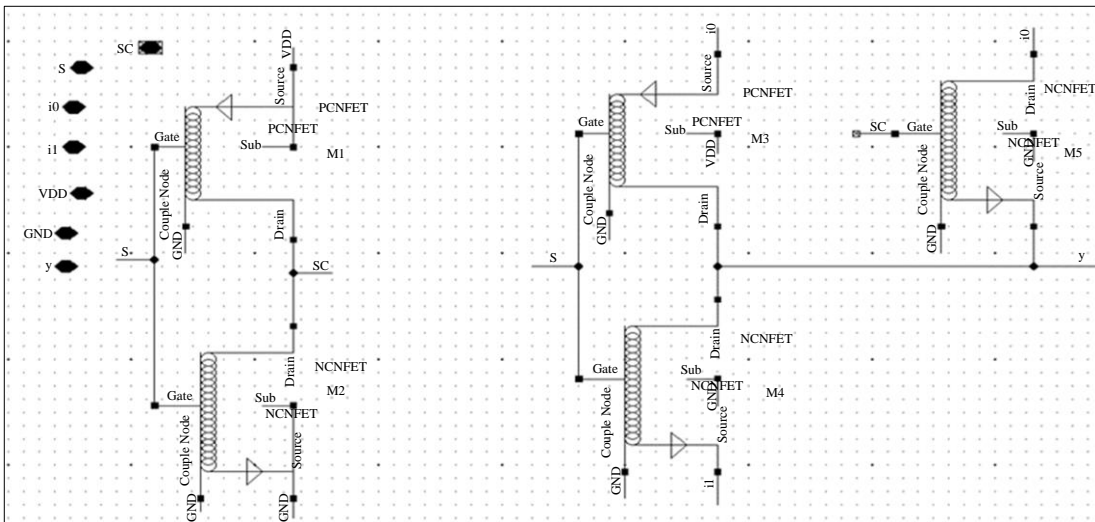 SC
S
i0
i1
VDD
GND
y
VDD
Source
PCNFET
PCNFET
Gate
Sub
M1
Couple Node
GND
Drain
S
SC
NCNFET
Drain
M2
Gate
Sub
NCNFET
Couple Node
Source
GND
GND
i0
Source
PCNFET
PCNFET
Gate
Sub
M3
VDD
Couple Node
GND
Drain
S
NCNFET
Drain
Sub
NCNFET
M4
Gate
GND
Couple Node
Source
GND
i1
i0
Drain
NCNFET
SC
Gate
Sub
NCNFET
GND
M5
Couple Node
Source
GND
y